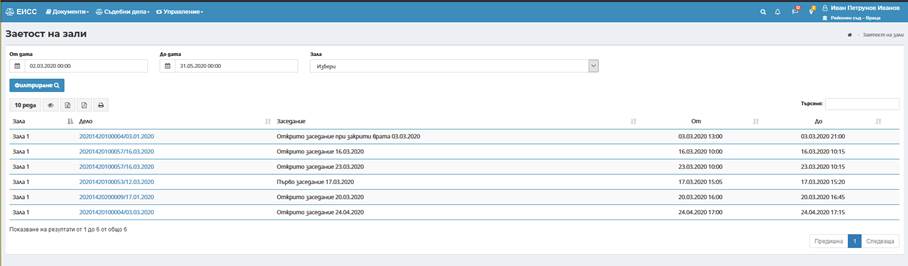 ЕИСС Документи Съдебни дела Управление
Иван Петрунов Иванов
Районен съд - Враца
Заетост на зали
Заетост на зали
От дата До дата Зала
02.03.2020 00:00 31.05.2020 00:00 Избери
Филтриране
10 реда Търсене:
Зала Дело Заседание От До
Зала 1 20201420100004/03.01.2020 Открито заседание при закрити врата 03.03.2020 03.03.2020 13:00 03.03.2020 21:00
Зала 1 20201420100057/16.03.2020 Открито заседание 16.03.2020 16.03.2020 10:00 16.03.2020 10:15
Зала 1 20201420100057/16.03.2020 Открито заседание 23.03.2020 23.03.2020 10:00 23.03.2020 10:15
Зала 1 20201420100053/12.03.2020 Първо заседание 17.03.2020 17.03.2020 15:05 17.03.2020 15:20
Зала 1 20201420200009/17.01.2020 Открито заседание 20.03.2020 20.03.2020 16:00 20.03.2020 16:45
Зала 1 20201420100004/03.03.2020 Открито заседание 24.04.2020 24.04.2020 17:00 24.04.2020 17:15
Показване на резултати от 1 до 6 от общо 6
Предишна 1 Следваща